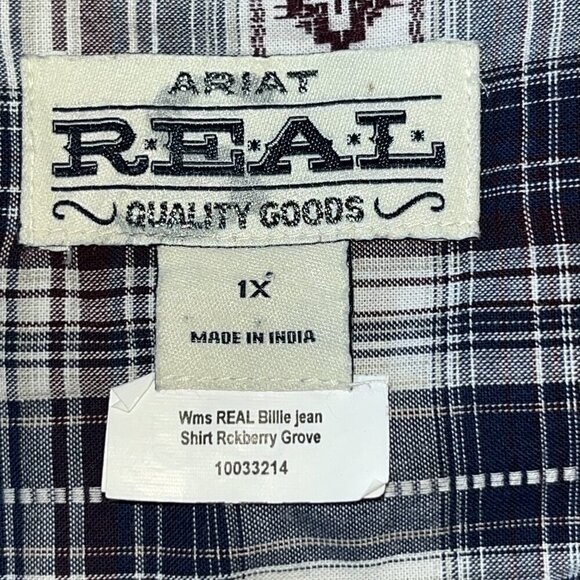 ARIAT
R·E·A·L
QUALITY GOODS
1X
MADE IN INDIA
Wms REAL Billie jean
Shirt Rckberry Grove
10033214